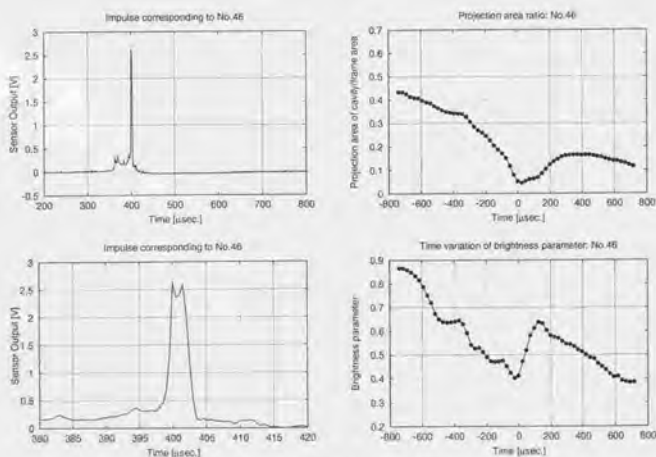 Impulse corresponding to No.46
3
2.5
2
1.5
1
0.5
0
-0.5
Sensor Output [V]
200 300 400 500 600 700 800
Time [μsec.]
Projection area ratio: No.46
0.7
0.6
0.5
0.4
0.3
0.2
0.1
0
Projection area of cavity/frame area
-800 -600 -400 -200 0 200 400 600 800
Time [μsec.]
Impulse corresponding to No.46
3
2.5
2
1.5
1
0.5
0
Sensor Output [V]
380 385 390 395 400 405 410 415 420
Time [μsec.]
Time variation of brightness parameter: No.46
0.9
0.8
0.7
0.6
0.5
0.4
0.3
0.2
Brightness parameter
-800 -600 -400 -200 0 200 400 600 800
Time [μsec.]